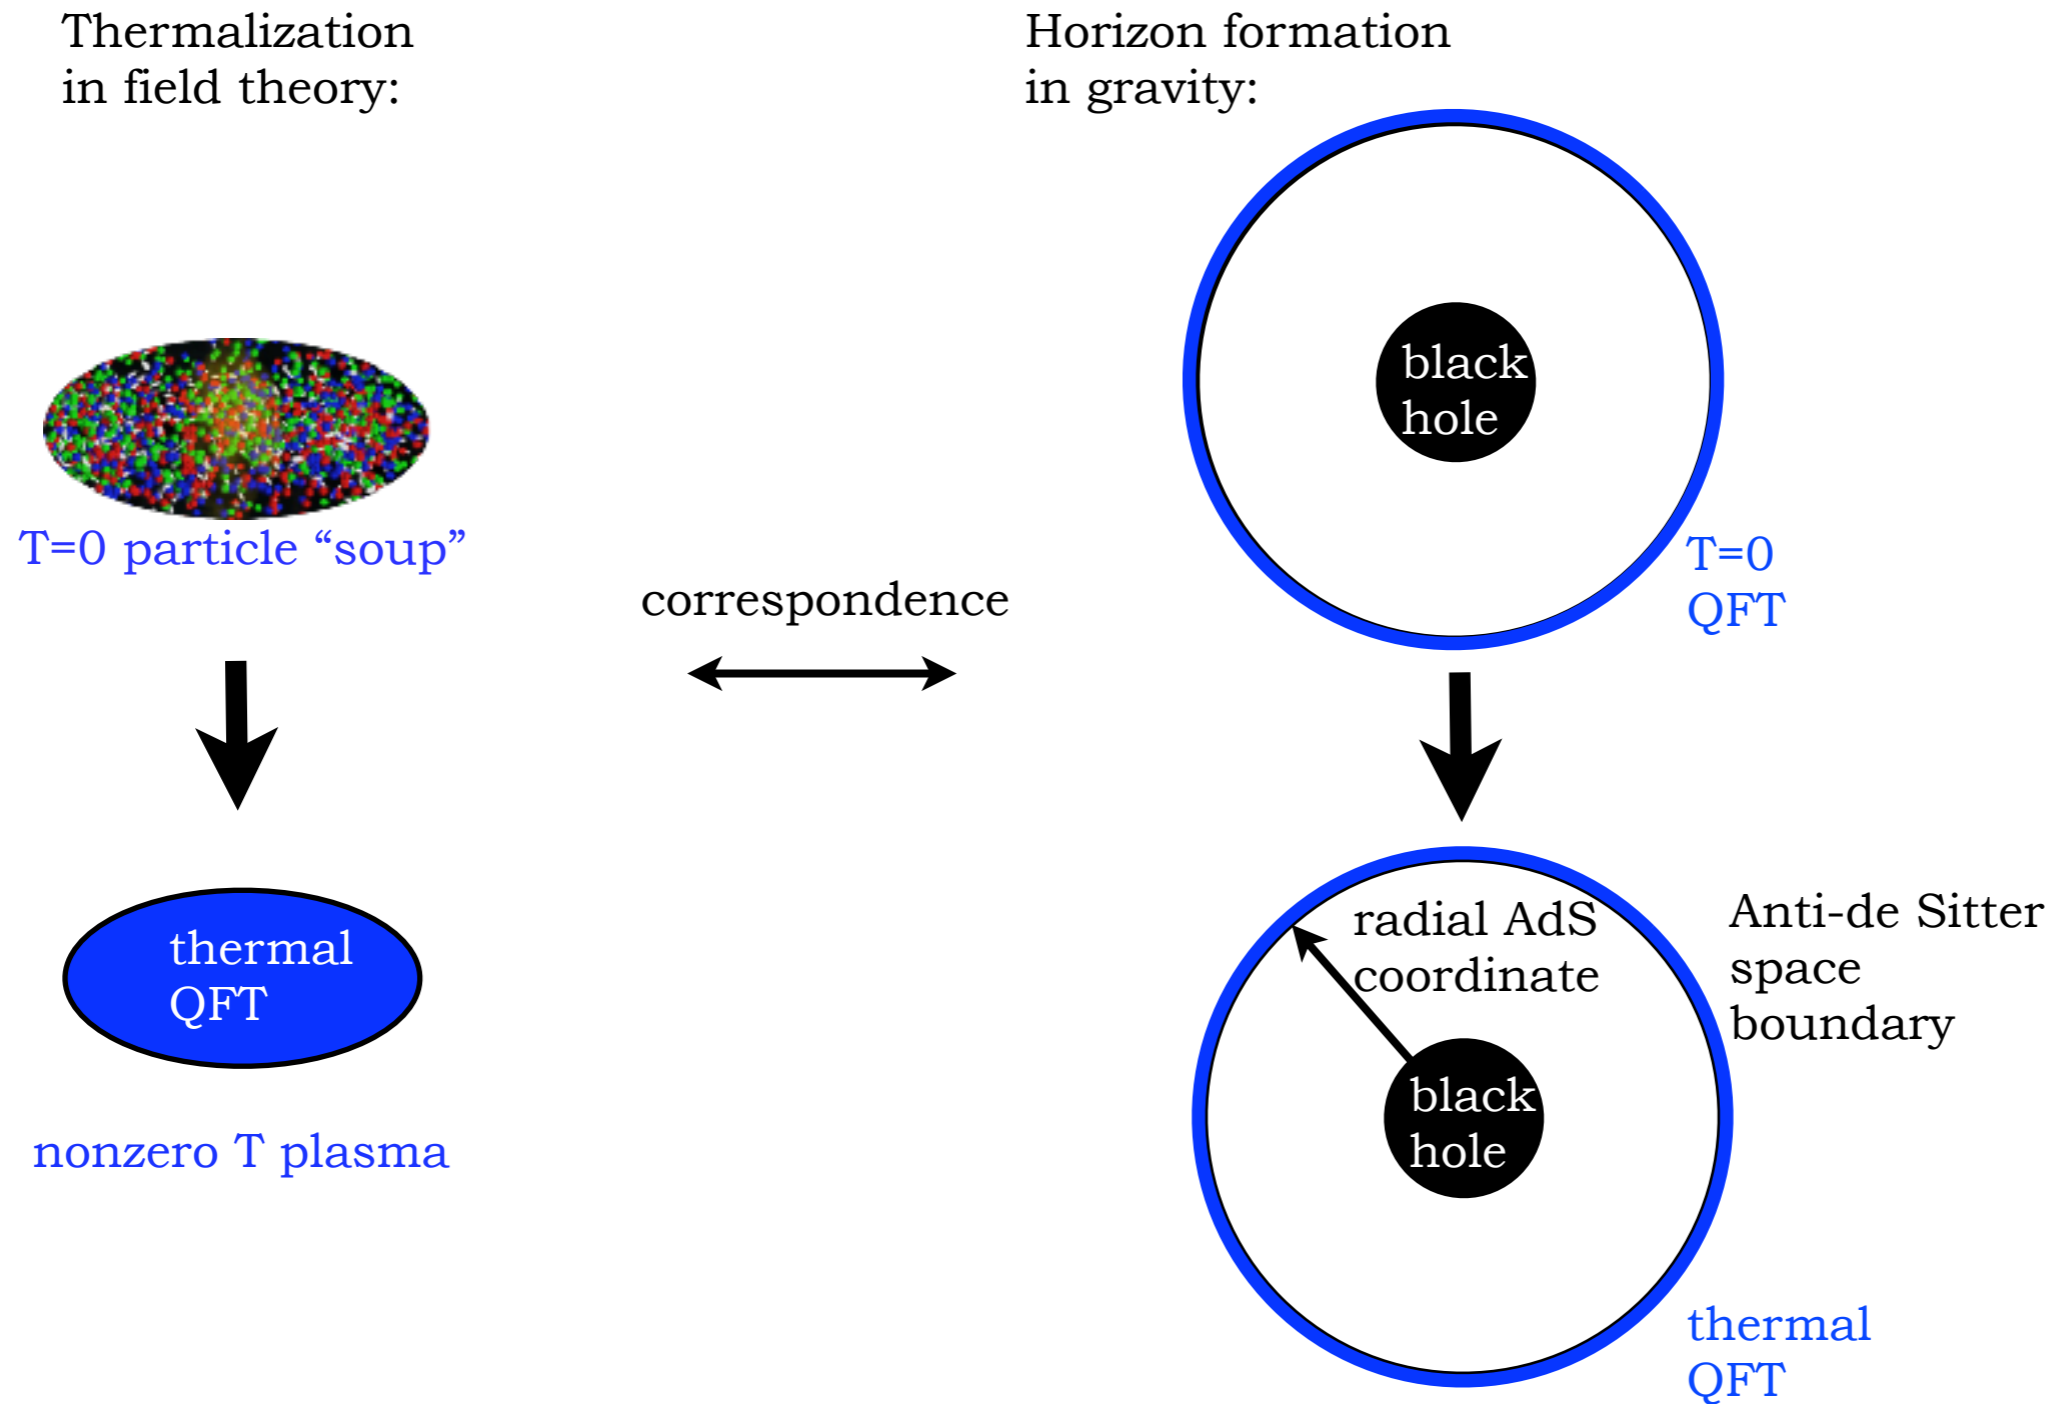 Thermalization
in field theory:
Horizon formation
in gravity:
black
hole
T=0 particle “soup”
T=0
QFT
correspondence
thermal
QFT
nonzero T plasma
radial AdS
coordinate
Anti-de Sitter
space
boundary
black
hole
thermal
QFT